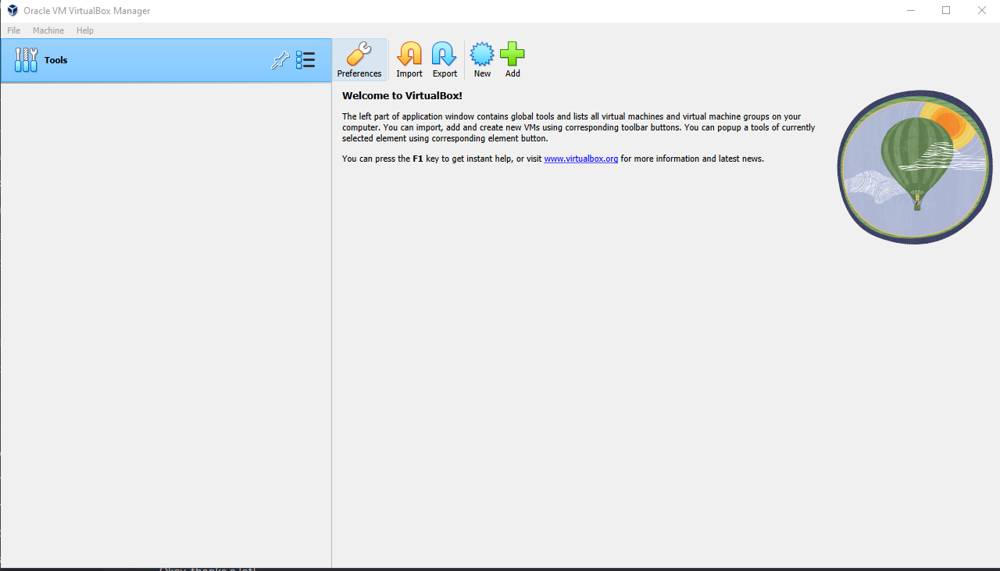 Oracle VM VirtualBox Manager
File Machine Help
Tools
Preferences Import Export New Add
Welcome to VirtualBox!
The left part of application window contains global tools and lists all virtual machines and virtual machine groups on your
computer. You can import, add and create new VMs using corresponding toolbar buttons. You can popup a tools of currently
selected element using corresponding element button.
You can press the F1 key to get instant help, or visit www.virtualbox.org for more information and latest news.
Okay, thanks a lot!